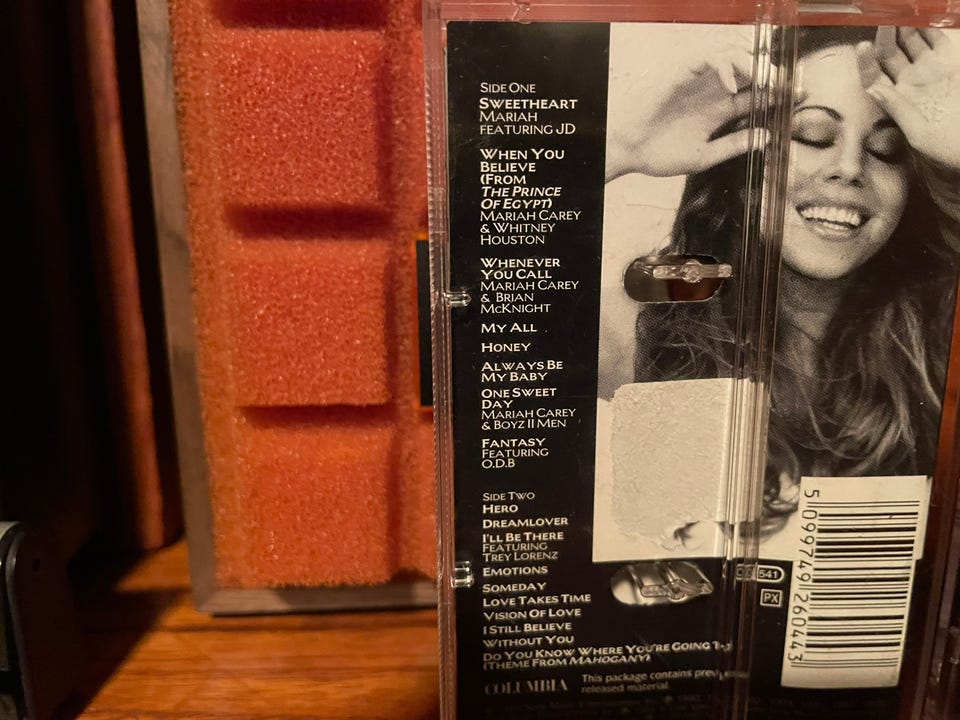 SIDE ONE
SWEETHEART
MARIAH
FEATURING JD
WHEN YOU
BELIEVE
(FROM
THE PRINCE
OF EGYPT)
MARIAH CAREY
& WHITNEY
HOUSTON
WHENEVER
YOU CALL
MARIAH CAREY
& BRIAN
MCKNIGHT
MY ALL
HONEY
ALWAYS BE
MY BABY
ONE SWEET
DAY
MARIAH CAREY
& BOYZ II MEN
FANTASY
FEATURING
O.D.B
SIDE TWO
HERO
DREAMLOVER
I'LL BE THERE
FEATURING
TREY LORENZ
EMOTIONS
SOMEDAY
LOVE TAKES TIME
VISION OF LOVE
I STILL BELIEVE
WITHOUT YOU
DO YOU KNOW WHERE YOU'RE GOING
(THEME FROM MAHOGANY)
COLUMBIA
This package contains
released material
541
PX
5099749260443